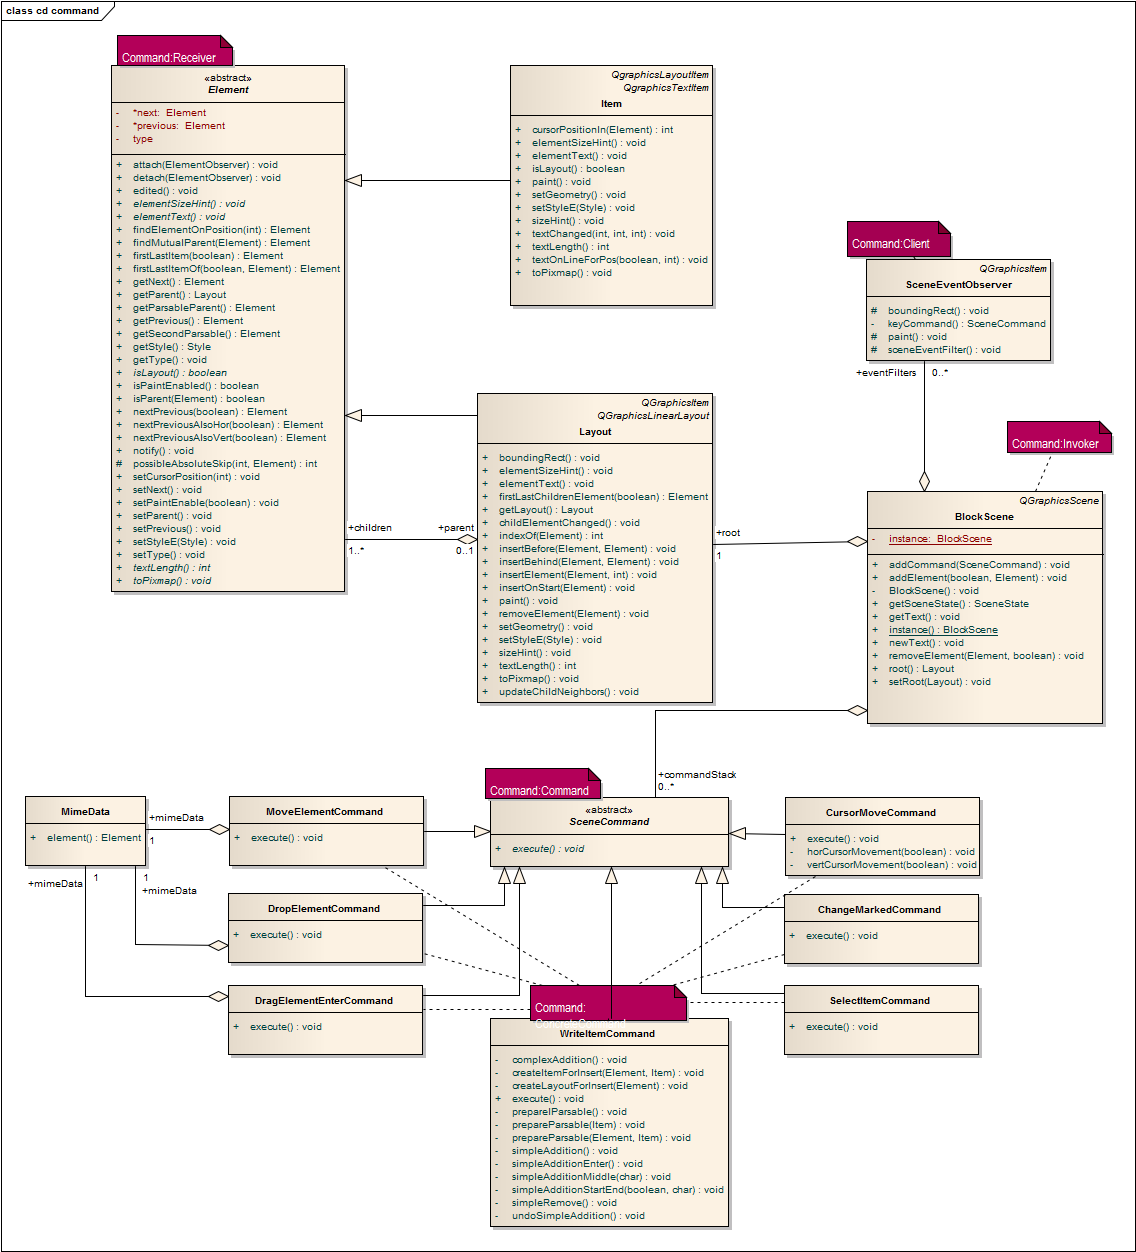 class cd command
Command:Receiver
«abstract»
Element
- *next: Element
- *previous: Element
- type
+ attach(ElementObserver) : void
+ detach(ElementObserver) : void
+ edited() : void
+ elementSizeHint() : void
+ elementText() : void
+ findElementOnPosition(int) : Element
+ findMutualParent(Element) : Element
+ firstLastItem(boolean) : Element
+ firstLastItemOf(boolean, Element) : Element
+ getNext() : Element
+ getParent() : Layout
+ getParsableParent() : Element
+ getPrevious() : Element
+ getSecondParsable() : Element
+ getStyle() : Style
+ getType() : void
+ isLayout() : boolean
+ isPaintEnabled() : boolean
+ isParent(Element) : boolean
+ nextPrevious(boolean) : Element
+ nextPreviousAlsoHor(boolean) : Element
+ nextPreviousAlsoVert(boolean) : Element
+ notify() : void
# possibleAbsoluteSkip(int, Element) : int
+ setCursorPosition(int) : void
+ setNext() : void
+ setPaintEnable(boolean) : void
+ setParent() : void
+ setPrevious() : void
+ setStyleE(Style) : void
+ setType() : void
+ textLength() : int
+ toPixmap() : void
QgraphicsLayoutItem
QgraphicsTextItem
Item
+ cursorPositionIn(Element) : int
+ elementSizeHint() : void
+ elementText() : void
+ isLayout() : boolean
+ paint() : void
+ setGeometry() : void
+ setStyleE(Style) : void
+ sizeHint() : void
+ textChanged(int, int, int) : void
+ textLength() : int
+ textOnLineForPos(boolean, int) : void
+ toPixmap() : void
Command:Client
QGraphicsItem
SceneEventObserver
# boundingRect() : void
- keyCommand() : SceneCommand
# paint() : void
# sceneEventFilter() : void
+eventFilters
0..*
QGraphicsItem
QGraphicsLinearLayout
Layout
+ boundingRect() : void
+ elementSizeHint() : void
+ elementText() : void
+ firstLastChildrenElement(boolean) : Element
+ getLayout() : Layout
+ childElementChanged() : void
+ indexOf(Element) : int
+ insertBefore(Element, Element) : void
+ insertBehind(Element, Element) : void
+ insertElement(Element, int) : void
+ insertOnStart(Element) : void
+ paint() : void
+ removeElement(Element) : void
+ setGeometry() : void
+ setStyleE(Style) : void
+ sizeHint() : void
+ textLength() : int
+ toPixmap() : void
+ updateChildNeighbors() : void
+children
1..*
+parent
0..1
+root
1
Command:Invoker
QGraphicsScene
BlockScene
- instance: BlockScene
+ addCommand(SceneCommand) : void
+ addElement(boolean, Element) : void
- BlockScene() : void
+ getSceneState() : SceneState
+ getText() : void
+ instance() : BlockScene
+ newText() : void
+ removeElement(Element, boolean) : void
+ root() : Layout
+ setRoot(Layout) : void
+commandStack
0..*
Command:Command
«abstract»
SceneCommand
+ execute() : void
MimeData
+ element() : Element
+mimeData
1
MoveElementCommand
+ execute() : void
CursorMoveCommand
+ execute() : void
- horCursorMovement(boolean) : void
- vertCursorMovement(boolean) : void
+mimeData
1
1
+mimeData
DropElementCommand
+ execute() : void
ChangeMarkedCommand
+ execute() : void
DragElementEnterCommand
+ execute() : void
SelectItemCommand
+ execute() : void
Command:
WriteItemCommand
- complexAddition() : void
- createItemForInsert(Element, Item) : void
- createLayoutForInsert(Element) : void
+ execute() : void
- prepareIParsable() : void
- prepareParsable(Item) : void
- prepareParsable(Element, Item) : void
- simpleAddition() : void
- simpleAdditionEnter() : void
- simpleAdditionMiddle(char) : void
- simpleAdditionStartEnd(boolean, char) : void
- simpleRemove() : void
- undoSimpleAddition() : void